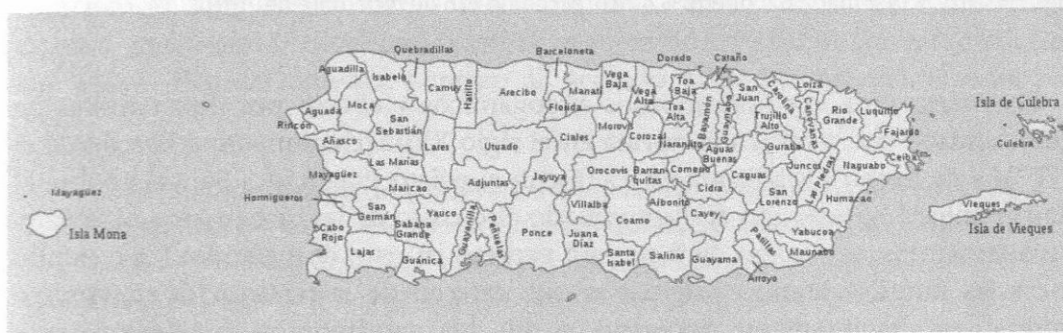 Quebradillas
Barceloneta
Dorado
Cataño
Aguadilla
Isabela
Camuy
Hatillo
Arecibo
Florida
Manatí
Vega Baja
Vega Alta
Toa Baja
Toa Alta
Bayamón
Guaynabo
San Juan
Trujillo Alto
Carolina
Loíza
Canóvanas
Río Grande
Luquillo
Fajardo
Ceiba
Isla de Culebra
Culebra
Aguada
Rincón
Moca
San Sebastián
Añasco
Lares
Utuado
Ciales
Morovis
Corozal
Naranjito
Aguas Buenas
Gurabo
Juncos
Las Piedras
Naguabo
Humacao
Las Marías
Mayagüez
Maricao
Hormigueros
Adjuntas
Jayuya
Orocovis
Barran-
quitas
Comerío
Cidra
Caguas
San Lorenzo
Mayagüez
Isla Mona
San Germán
Sabana Grande
Yauco
Guayanilla
Peñuelas
Ponce
Villalba
Juana Díaz
Coamo
Aibonito
Cayey
Patillas
Yabucoa
Maunabo
Vieques
Isla de Vieques
Cabo Rojo
Lajas
Guánica
Santa Isabel
Salinas
Guayama
Arroyo